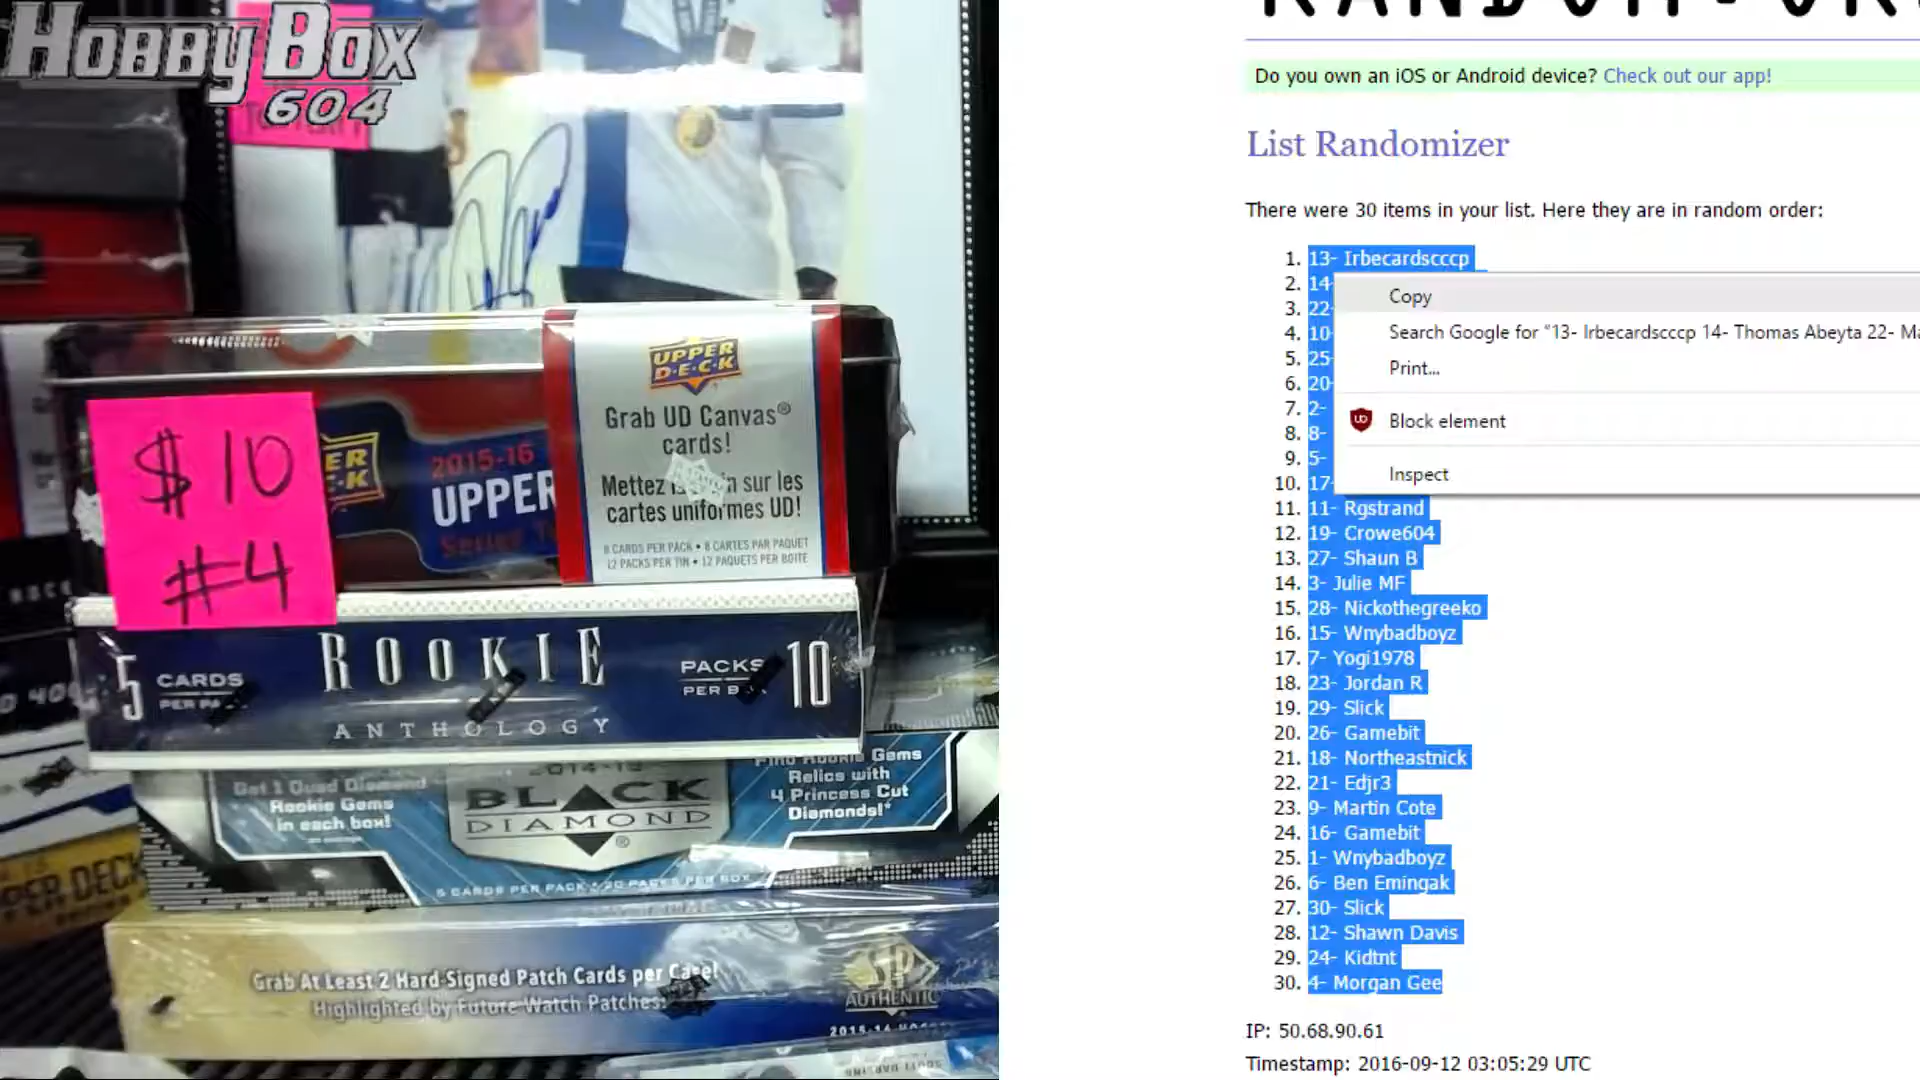 HobbyBox
604
UPPER
D·E·C·K
Grab UD Canvas®
cards!
Mettez
sur les
cartes uniformes UD!
8 CARDS PER PACK • 8 CARTES PAR PAQUET
12 PACKS PER TIN • 12 PAQUETS PER BOITE
$10
#4
2015-16
UPPER
5
CARDS
ROOKIE
ANTHOLOGY
PACKS
10
Get 1 Quad Diamond
Rookie Gems
in each box!
BLACK
DIAMOND
Find Rookie Gems
Relics with
4 Princess Cut
Diamonds!*
5 CARDS PER PACK • 20 PACKS PER BOX
Grab At Least 2 Hard-Signed Patch Cards per Case!
Highlighted by Future Watch Patches!
SP
AUTHENTIC
Do you own an iOS or Android device? Check out our app!
List Randomizer
There were 30 items in your list. Here they are in random order:
1. 13- Irbecardscccp
2. 14-
3. 22-
4. 10-
5. 25-
6. 20-
7. 2-
8. 8-
9. 5-
10. 17-
Copy
Search Google for “13- Irbecardscccp 14- Thomas Abeyta 22- Ma
Print...
Block element
Inspect
11. 11- Rgstrand
12. 19- Crowe604
13. 27- Shaun B
14. 3- Julie MF
15. 28- Nickothegreeko
16. 15- Wnybadboyz
17. 7- Yogi1978
18. 23- Jordan R
19. 29- Slick
20. 26- Gamebit
21. 18- Northeastnick
22. 21- Edjr3
23. 9- Martin Cote
24. 16- Gamebit
25. 1- Wnybadboyz
26. 6- Ben Emingak
27. 30- Slick
28. 12- Shawn Davis
29. 24- Kidtnt
30. 4- Morgan Gee
IP: 50.68.90.61
Timestamp: 2016-09-12 03:05:29 UTC